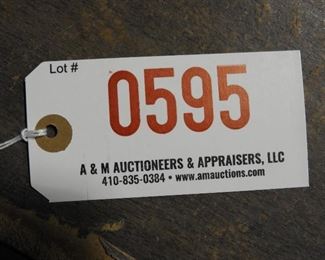 Lot #
0595
A & M AUCTIONEERS & APPRAISERS, LLC
410-835-0384 • www.amauctions.com